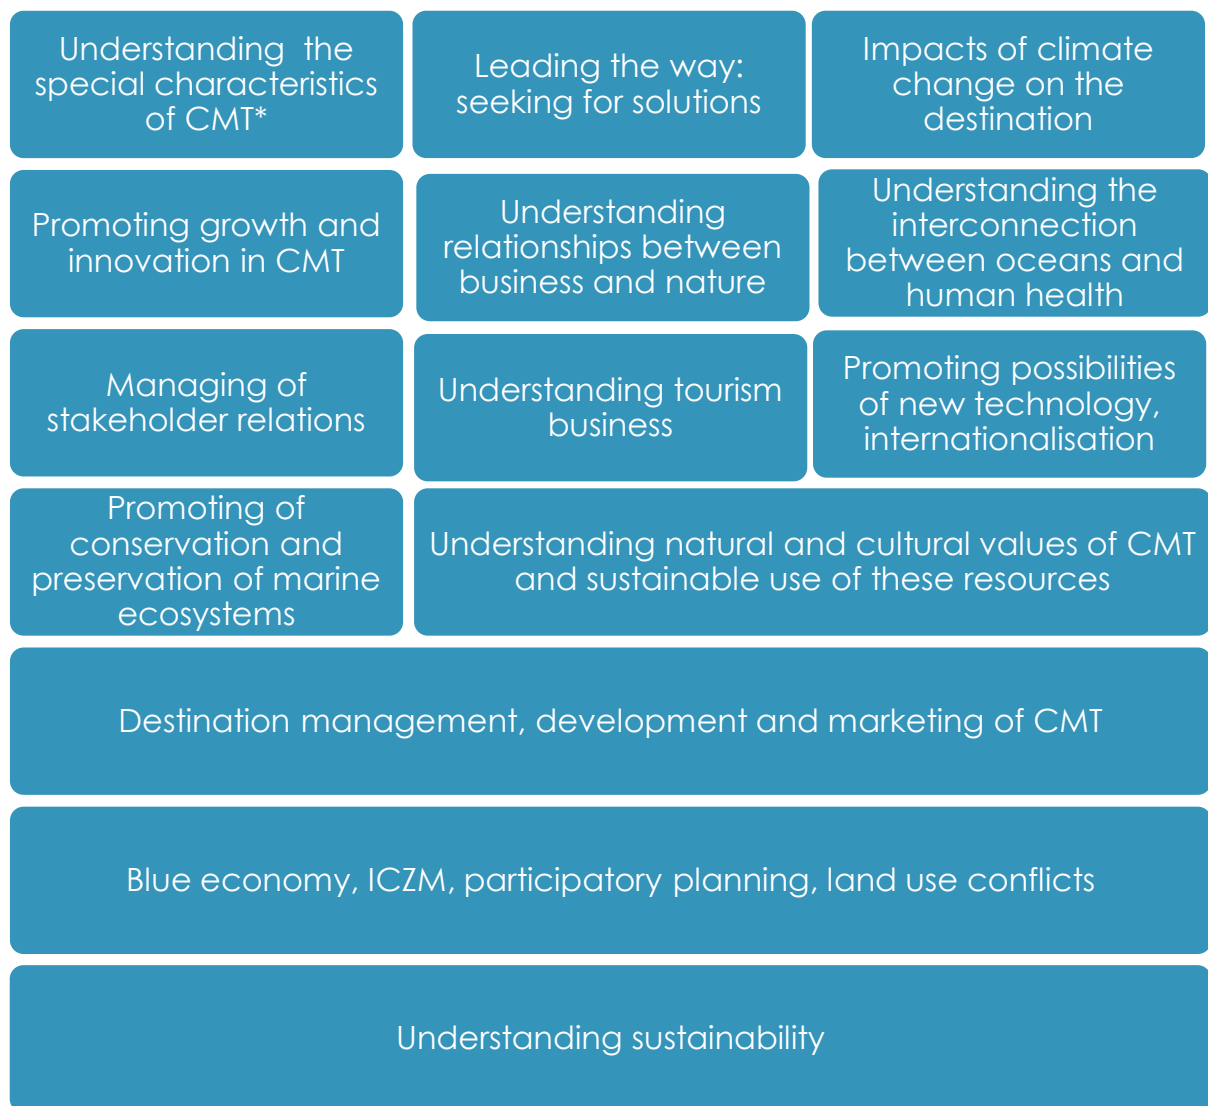 Understanding  the
special characteristics
of CMT*
Leading the way:
seeking for solutions
Impacts of climate
change on the
destination
Promoting growth and
innovation in CMT
Understanding
relationships between
business and nature
Understanding the
interconnection
between oceans and
human health
Managing of
stakeholder relations
Understanding tourism
business
Promoting possibilities
of new technology,
internationalisation
Promoting of
conservation and
preservation of marine
ecosystems
Understanding natural and cultural values of CMT
and sustainable use of these resources
Destination management, development and marketing of CMT
Blue economy, ICZM, participatory planning, land use conflicts
Understanding sustainability